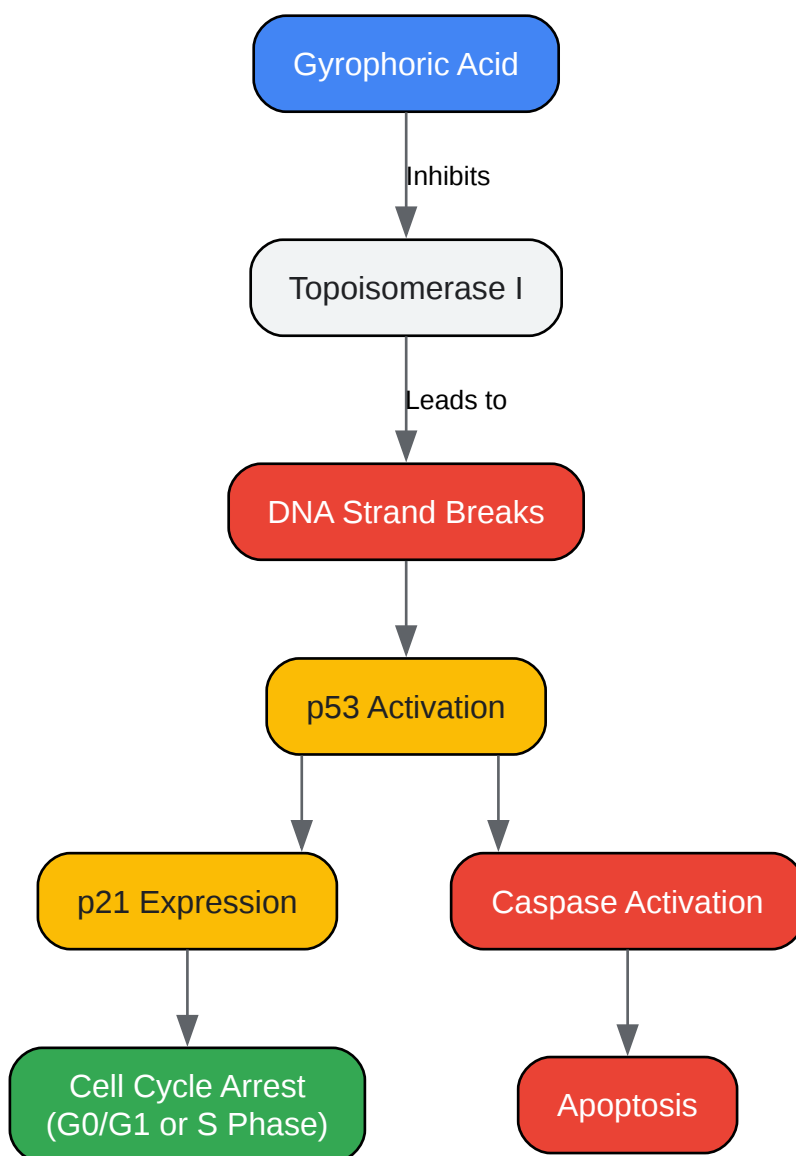 Gyrophoric Acid
Inhibits
Topoisomerase I
Leads to
DNA Strand Breaks
p53 Activation
p21 Expression
Caspase Activation
Cell Cycle Arrest
(G0/G1 or S Phase)
Apoptosis